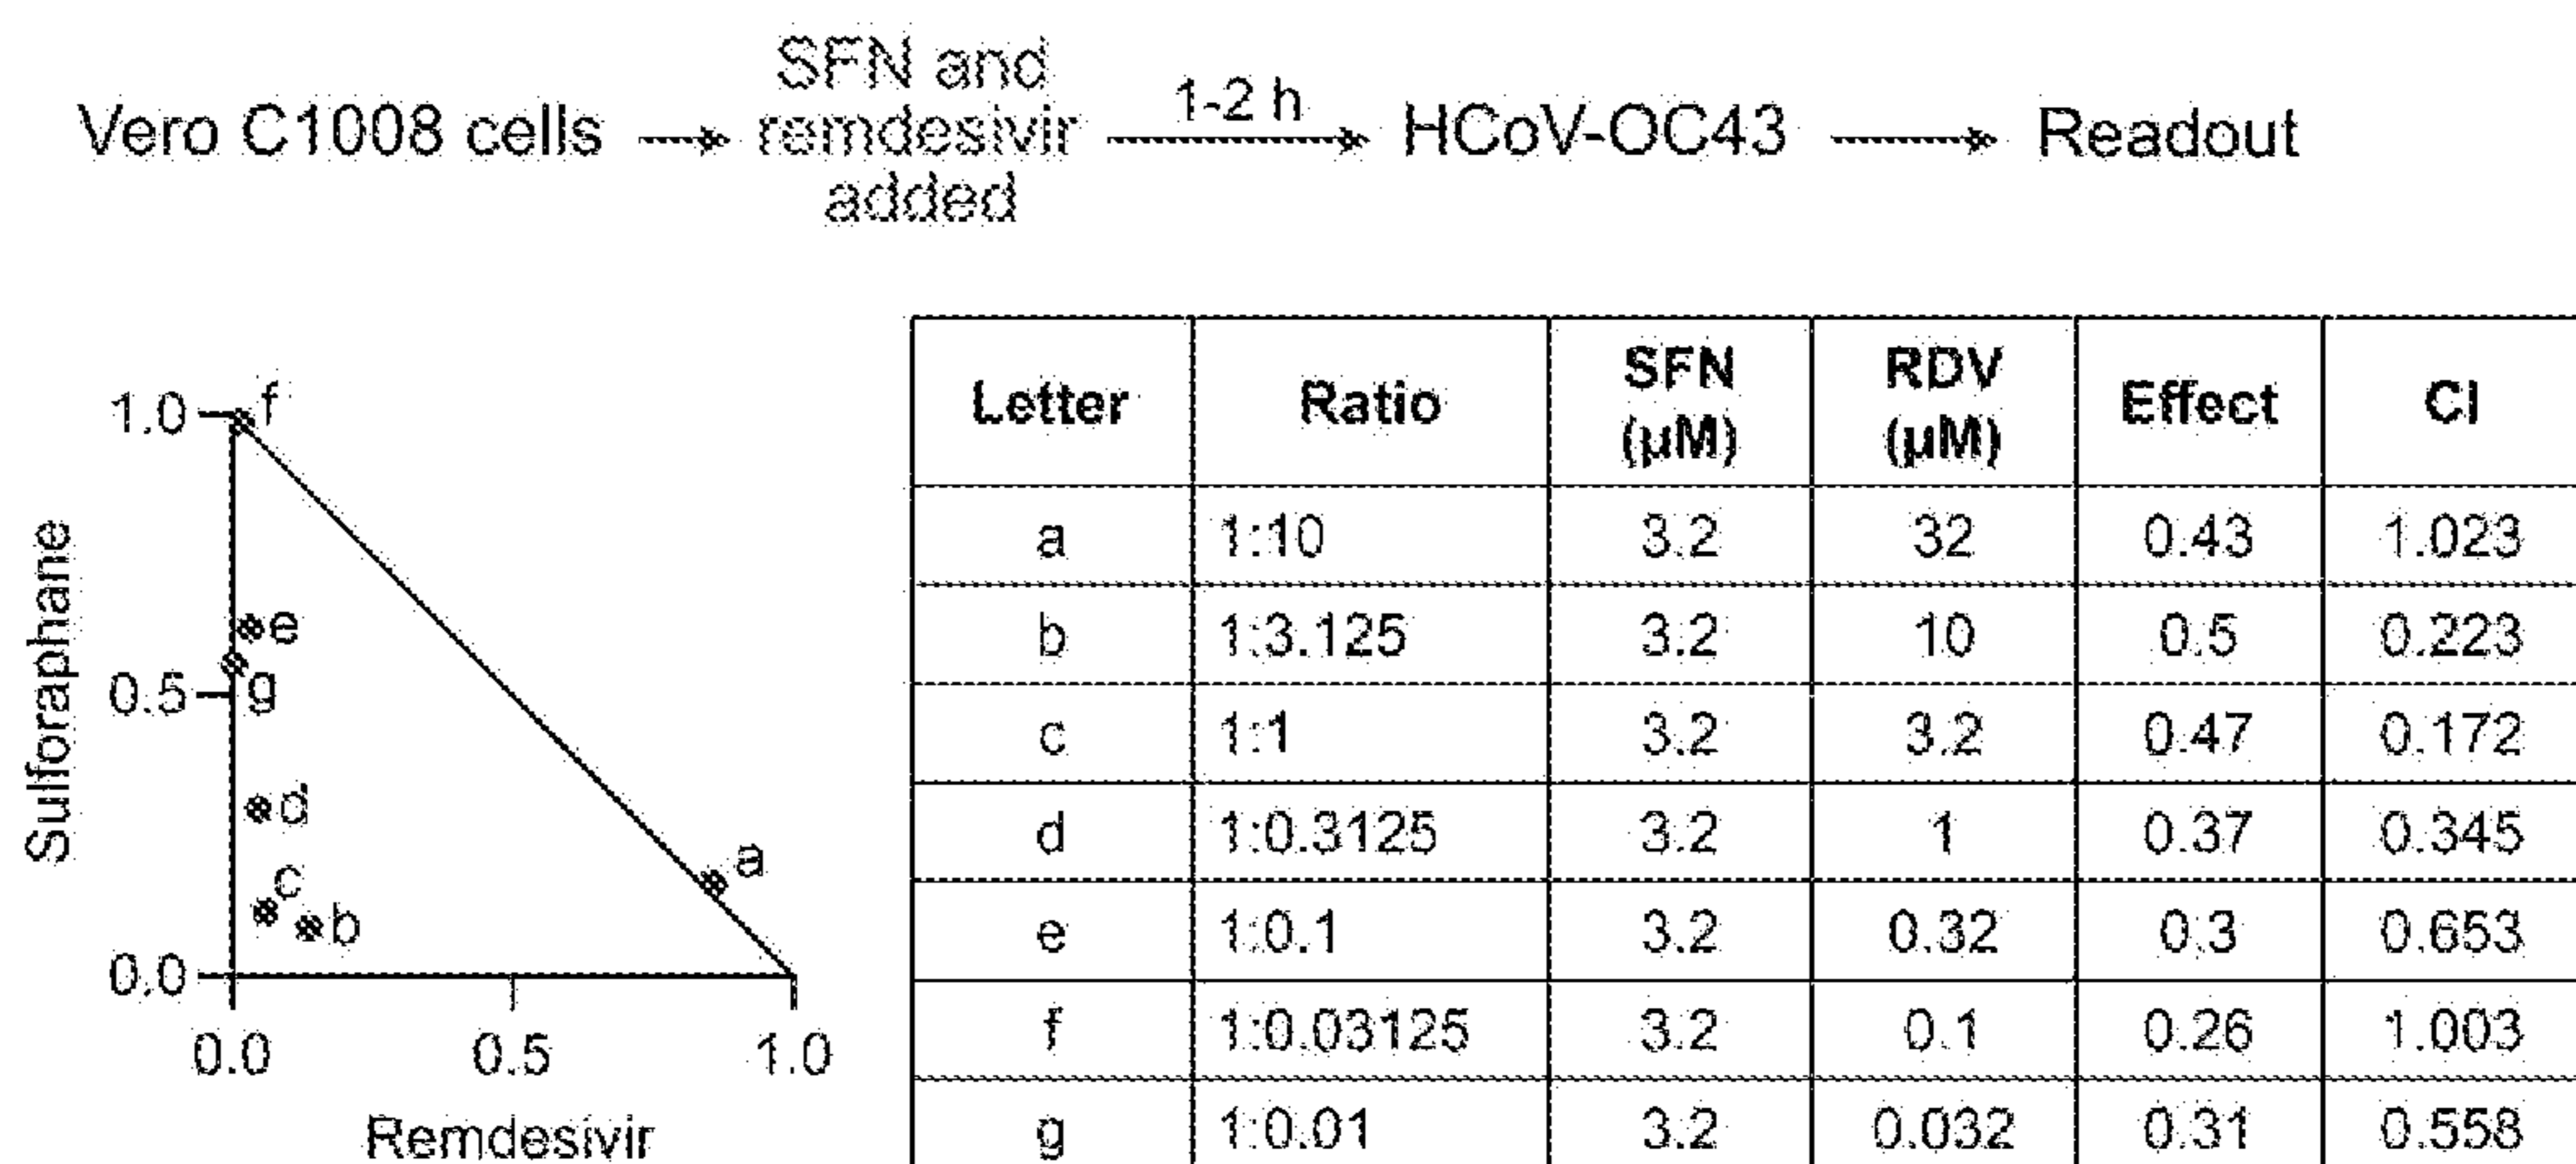 SFN and
Vero C1008 cells remdesivir 1-2 h HCoV-OC43 Readout
added
Letter Ratio SFN (µM) RDV (µM) Effect CI
a 1:10 3.2 32 0.43 1.023
b 1:3.125 3.2 10 0.5 0.223
c 1:1 3.2 3.2 0.47 0.172
d 1:0.3125 3.2 1 0.37 0.345
e 1:0.1 3.2 0.32 0.3 0.653
f 1:0.03125 3.2 0.1 0.26 1.003
g 1:0.01 3.2 0.032 0.31 0.558
Sulforaphane
1.0
0.5
0.0
f
e
g
d
c
b
a
0.0 0.5 1.0
Remdesivir